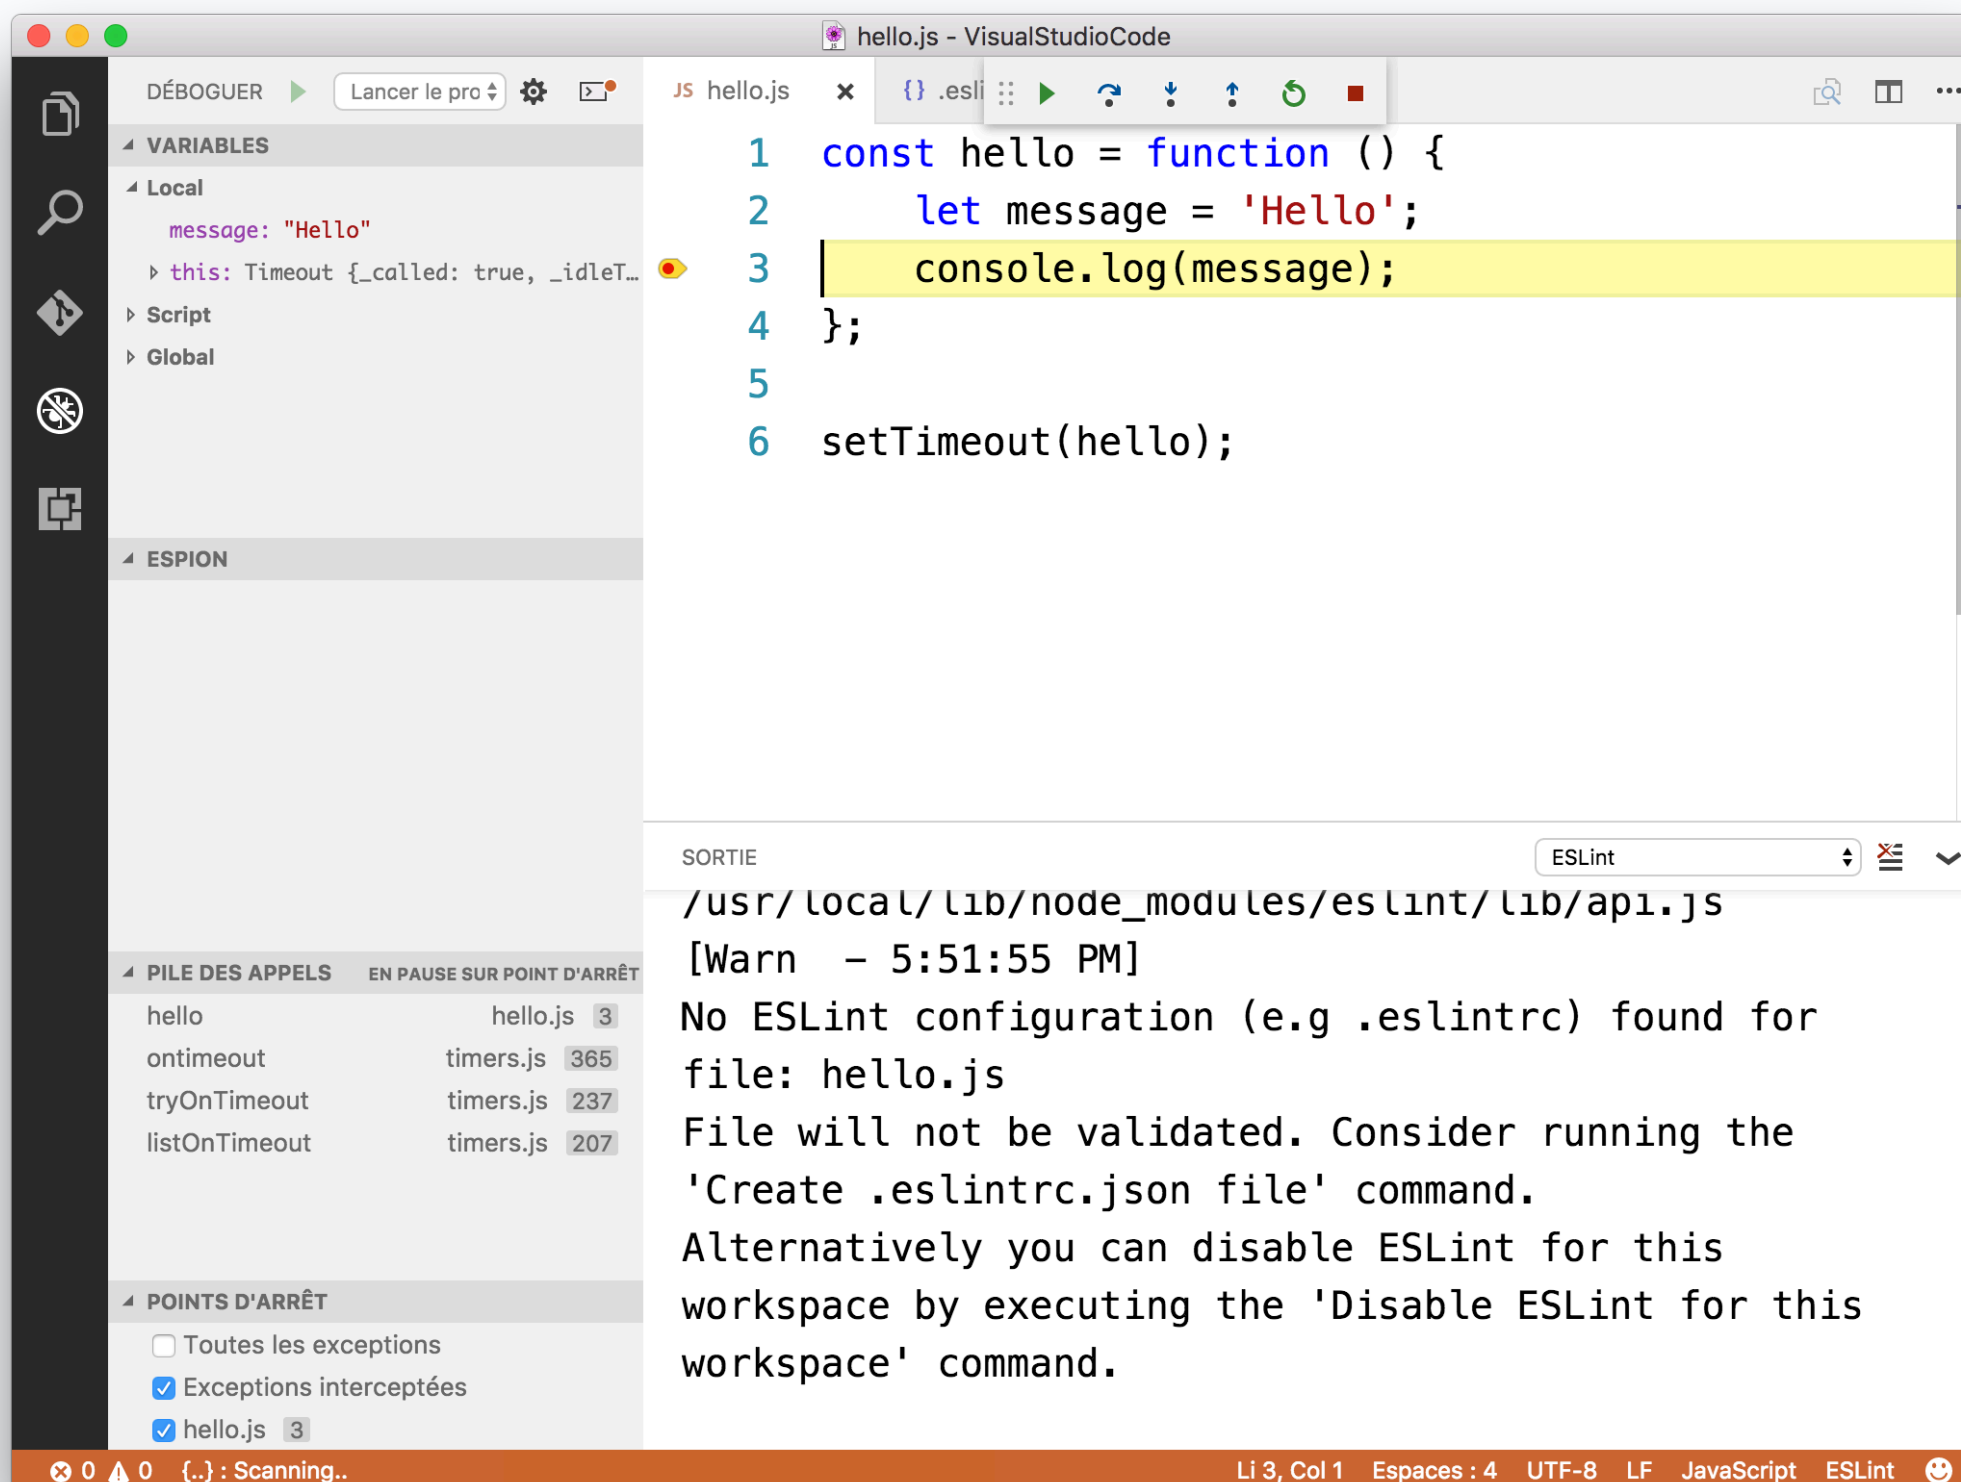 hello.js - VisualStudioCode
DÉBOGUER
Lancer le pro
VARIABLES
Local
message: "Hello"
this: Timeout {_called: true, _idleT…
Script
Global
ESPION
PILE DES APPELS EN PAUSE SUR POINT D'ARRÊT
hello hello.js 3
ontimeout timers.js 365
tryOnTimeout timers.js 237
listOnTimeout timers.js 207
POINTS D'ARRÊT
Toutes les exceptions
Exceptions interceptées
hello.js 3
JS hello.js
{} .esli
1 const hello = function () {
2 let message = 'Hello';
3 console.log(message);
4 };
5
6 setTimeout(hello);
SORTIE
ESLint
/usr/local/lib/node_modules/eslint/lib/api.js
[Warn  – 5:51:55 PM]
No ESLint configuration (e.g .eslintrc) found for
file: hello.js
File will not be validated. Consider running the
'Create .eslintrc.json file' command.
Alternatively you can disable ESLint for this
workspace by executing the 'Disable ESLint for this
workspace' command.
0 0 {..} : Scanning..
Li 3, Col 1 Espaces : 4 UTF-8 LF JavaScript ESLint